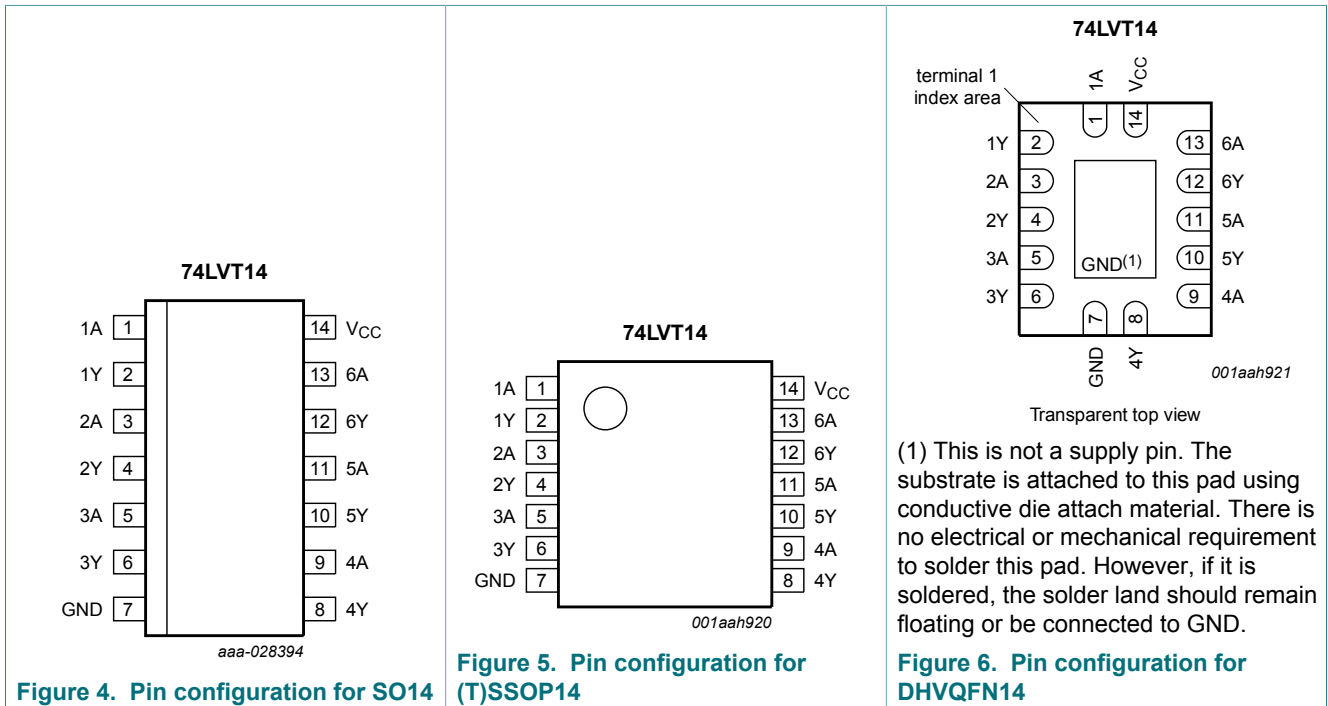 74LVT14
1A 1 14 VCC
1Y 2 13 6A
2A 3 12 6Y
2Y 4 11 5A
3A 5 10 5Y
3Y 6 9 4A
GND 7 8 4Y
aaa-028394
Figure 4. Pin configuration for SO14
74LVT14
1A 1 14 VCC
1Y 2 13 6A
2A 3 12 6Y
2Y 4 11 5A
3A 5 10 5Y
3Y 6 9 4A
GND 7 8 4Y
001aah920
Figure 5. Pin configuration for
(T)SSOP14
74LVT14
terminal 1
index area
1A VCC
1 14
1Y 2 13 6A
2A 3 12 6Y
2Y 4 11 5A
3A 5 10 5Y
GND(1)
3Y 6 9 4A
7 8
GND 4Y
001aah921
Transparent top view
(1) This is not a supply pin. The
substrate is attached to this pad using
conductive die attach material. There is
no electrical or mechanical requirement
to solder this pad. However, if it is
soldered, the solder land should remain
floating or be connected to GND.
Figure 6. Pin configuration for
DHVQFN14